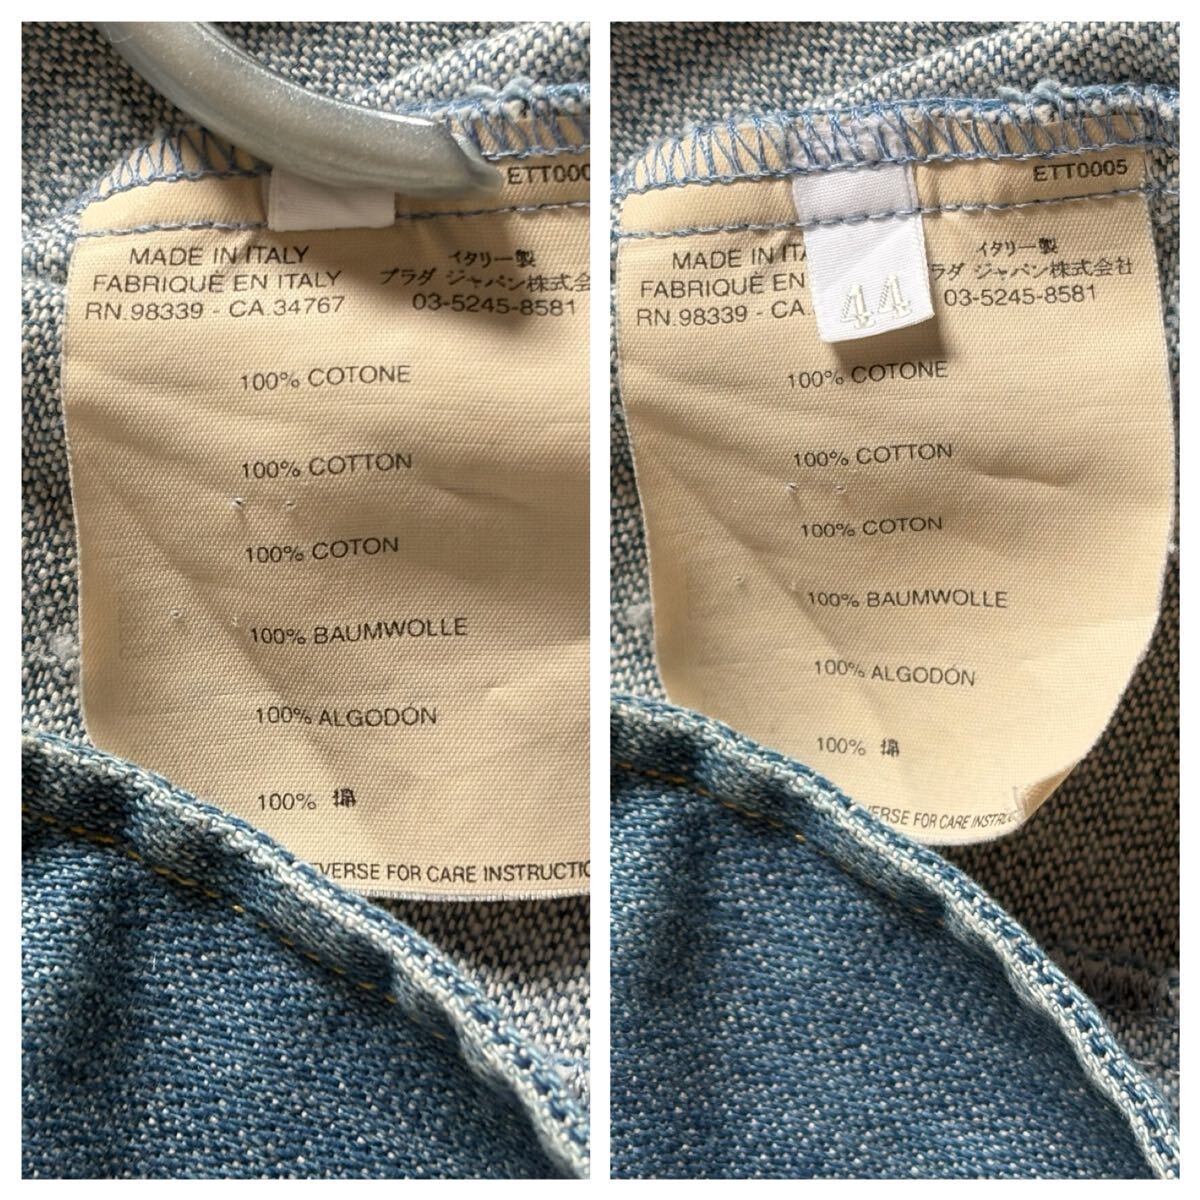 ETT000
MADE IN ITALY
FABRIQUÉ EN ITALY
RN.98339 - CA.34767
イタリー製
プラダ ジャパン株式会
03-5245-8581
100% COTONE
100% COTTON
100% COTON
100% BAUMWOLLE
100% ALGODÓN
100% 綿
VERSE FOR CARE INSTRUCTIO
ETT0005
44
MADE IN ITA
FABRIQUÉ EN
RN.98339 - CA.
イタリー製
ラダ ジャパン株式会社
03-5245-8581
100% COTONE
100% COTTON
100% COTON
100% BAUMWOLLE
100% ALGODÓN
100% 綿
VERSE FOR CARE INSTRUC